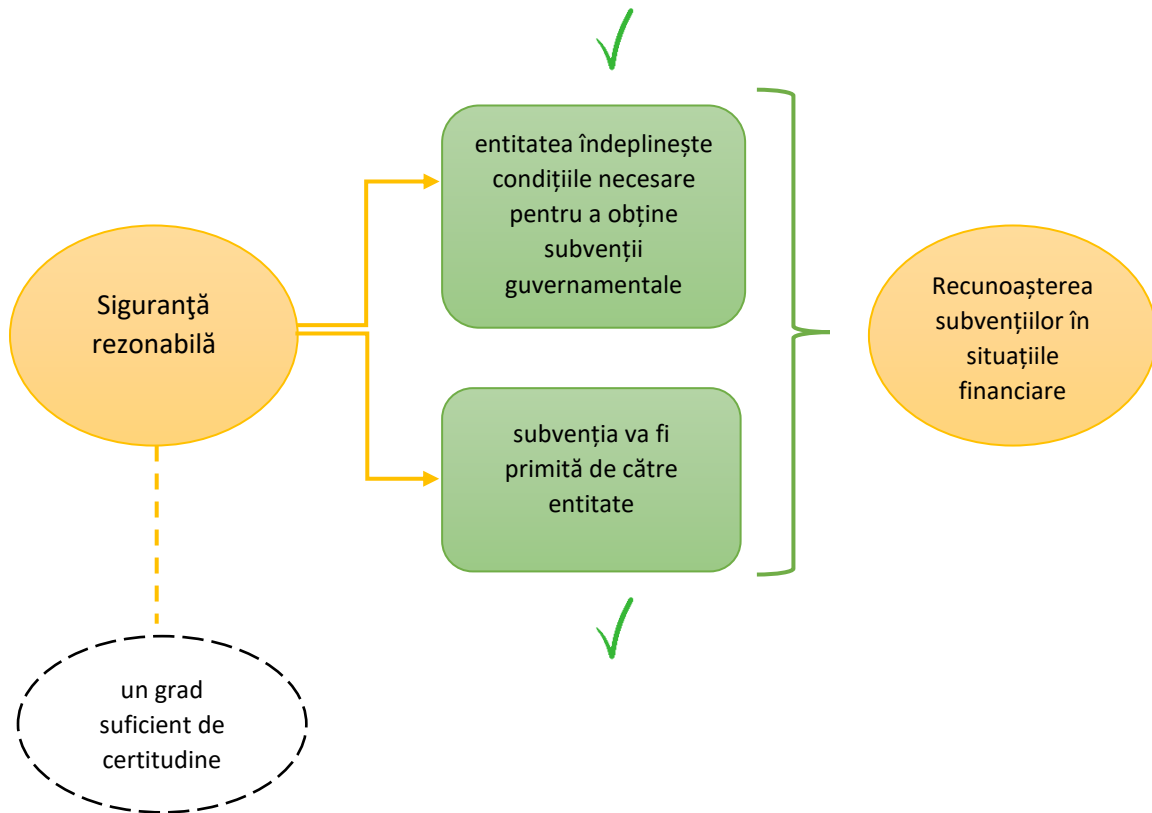 entitatea îndeplinește
condițiile necesare
pentru a obține
subvenții
guvernamentale
Siguranţă
rezonabilă
Recunoașterea
subvențiilor în
situațiile
financiare
subvenția va fi
primită de către
entitate
un grad
suficient de
certitudine